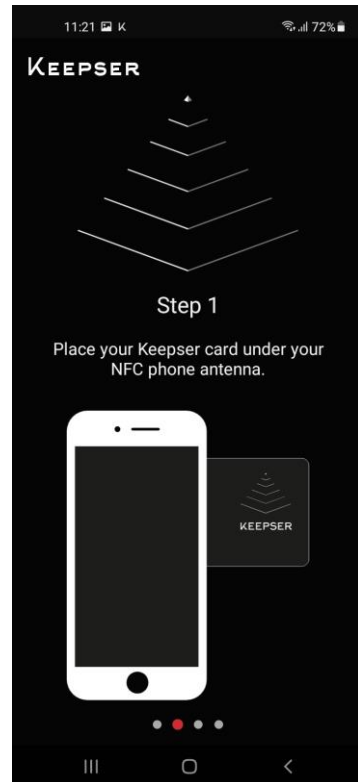 11:21 K 72%
KEEPSER
Step 1
Place your Keepser card under your
NFC phone antenna.
KEEPSER